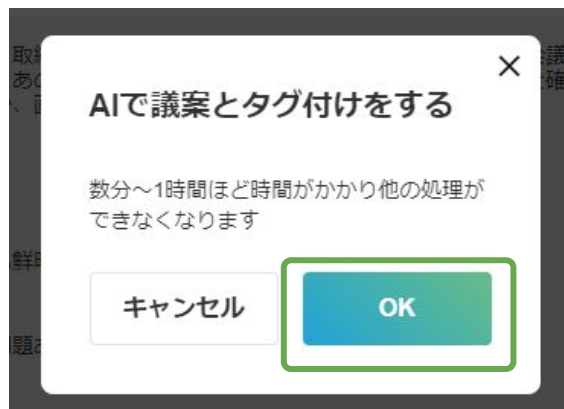 AIで議案とタグ付けをする
数分～1時間ほど時間がかかり他の処理が
できなくなります
キャンセル
OK